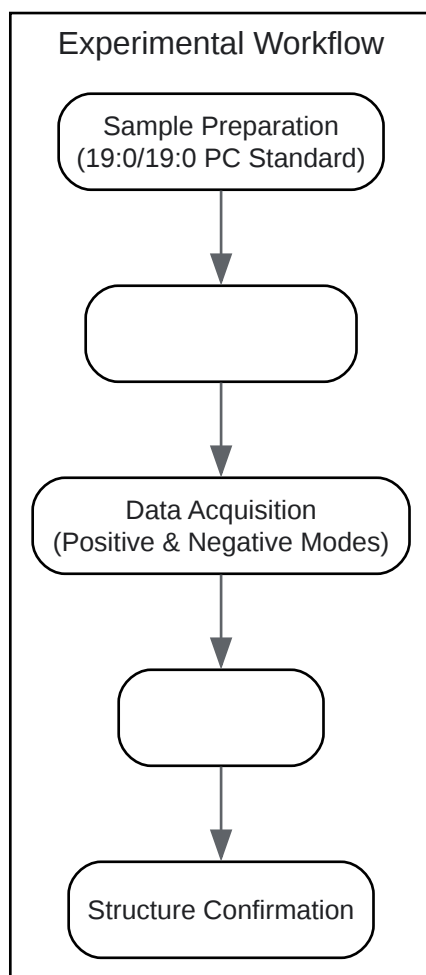 Experimental Workflow
Sample Preparation
(19:0/19:0 PC Standard)
Data Acquisition
(Positive & Negative Modes)
Structure Confirmation